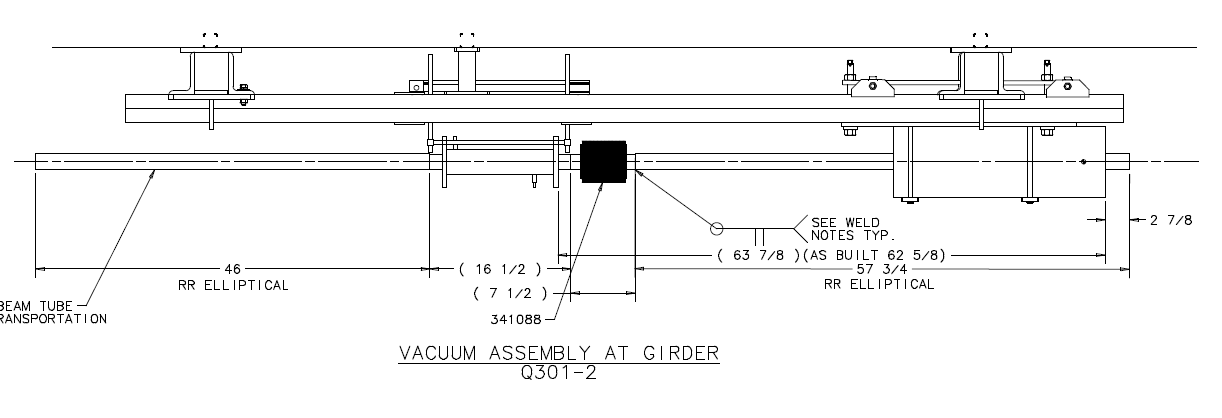 SEE WELD
NOTES TYP.
2 7/8
( 63 7/8 )(AS BUILT 62 5/8)
46
RR ELLIPTICAL
( 16 1/2 )
57 3/4
RR ELLIPTICAL
( 7 1/2 )
BEAM TUBE
RANSPORTATION
341088
VACUUM ASSEMBLY AT GIRDER
Q301-2